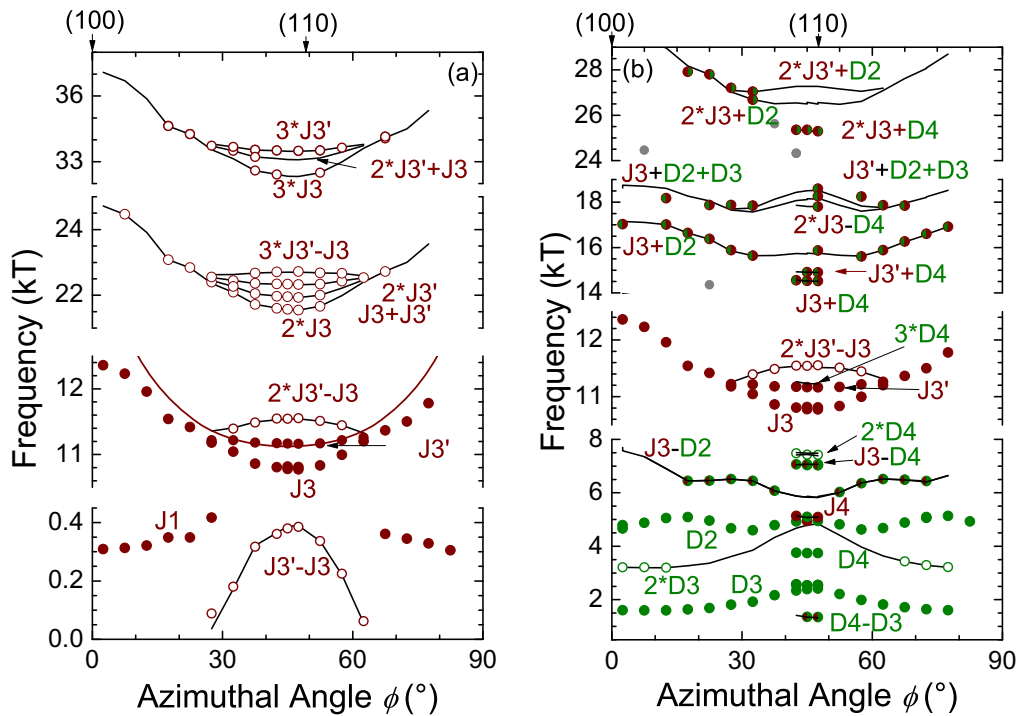 (100)
(110)
(a)
36
33
3*J3'
2*J3'+J3
3*J3
24
22
3*J3'-J3
2*J3'
J3+J3'
2*J3
12
11
2*J3'-J3
J3'
J3
0.4
0.2
0.0
J1
J3'-J3
0
30
60
90
Frequency (kT)
Azimuthal Angle ϕ (°)
(100)
(110)
(b)
28
26
24
2*J3'+D2
2*J3+D2
2*J3+D4
18
16
14
J3+D2+D3
J3'+D2+D3
2*J3-D4
J3+D2
J3'+D4
J3+D4
12
11
2*J3'-J3
3*D4
J3'
J3
8
6
4
2
J3-D2
2*D4
J3-D4
J4
D2
D4
2*D3
D3
D4-D3
0
30
60
90
Frequency (kT)
Azimuthal Angle ϕ (°)